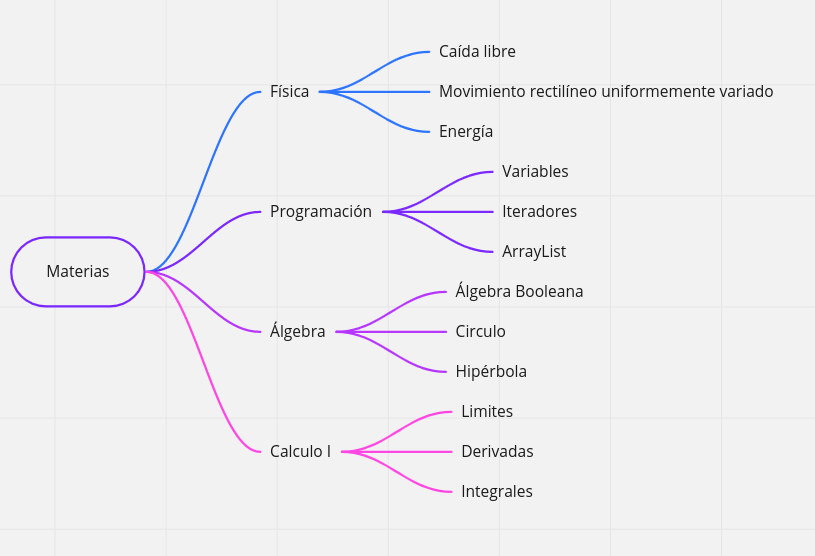 Materias
Física
Caída libre
Movimiento rectilíneo uniformemente variado
Energía
Programación
Variables
Iteradores
ArrayList
Álgebra
Álgebra Booleana
Circulo
Hipérbola
Calculo I
Limites
Derivadas
Integrales